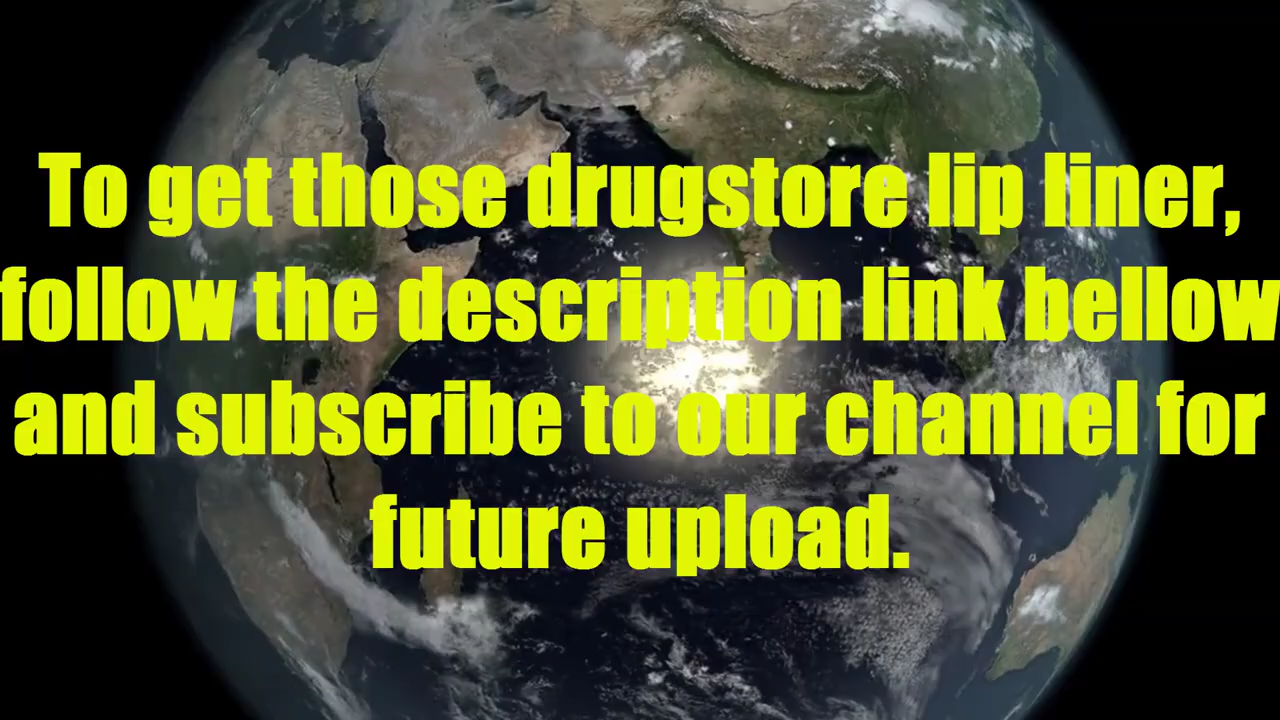 To get those drugstore lip liner,
follow the description link bellow
and subscribe to our channel for
future upload.